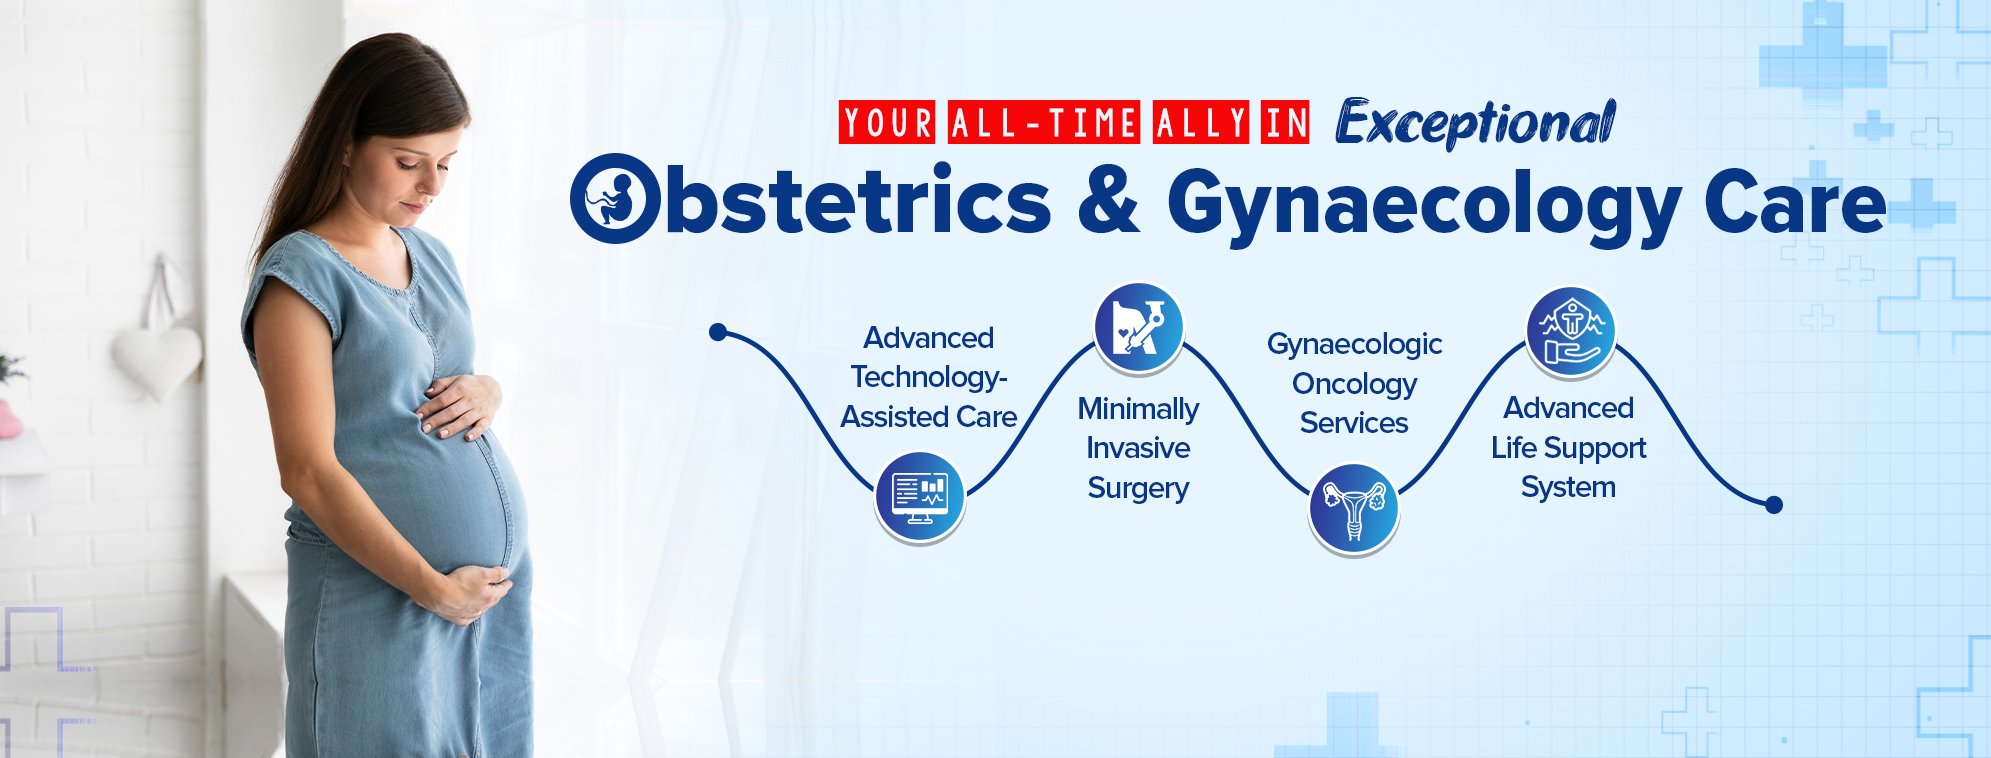 YOUR ALL-TIME ALLY IN Exceptional
Obstetrics & Gynaecology Care
Advanced
Technology-
Assisted Care
Minimally
Invasive
Surgery
Gynaecologic
Oncology
Services
Advanced
Life Support
System